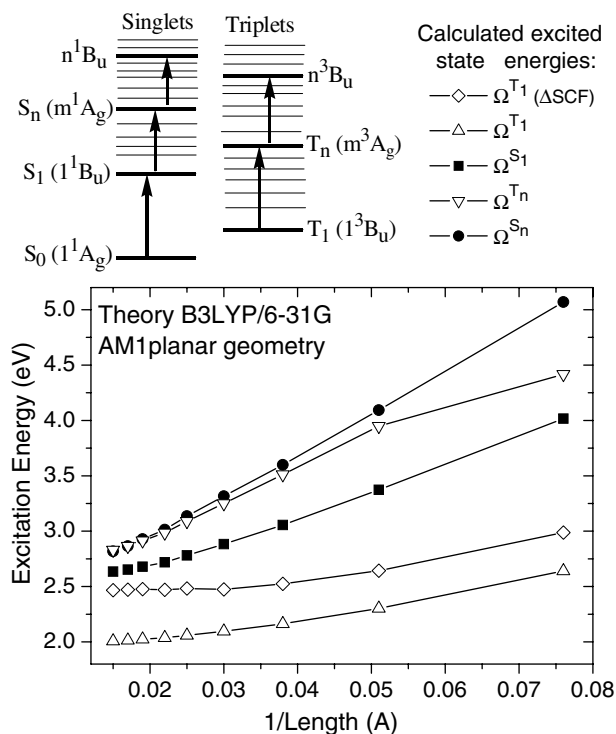 Singlets
Triplets
n¹Bᵤ
Sₙ (m¹A_g)
S₁ (1¹Bᵤ)
S₀ (1¹A_g)
n³Bᵤ
Tₙ (m³A_g)
T₁ (1³Bᵤ)
Calculated excited
state energies:
Ω^T₁ (ΔSCF)
Ω^T₁
Ω^S₁
Ω^Tₙ
Ω^Sₙ
Theory B3LYP/6-31G
AM1planar geometry
Excitation Energy (eV)
5.0
4.5
4.0
3.5
3.0
2.5
2.0
0.02 0.03 0.04 0.05 0.06 0.07 0.08
1/Length (A)